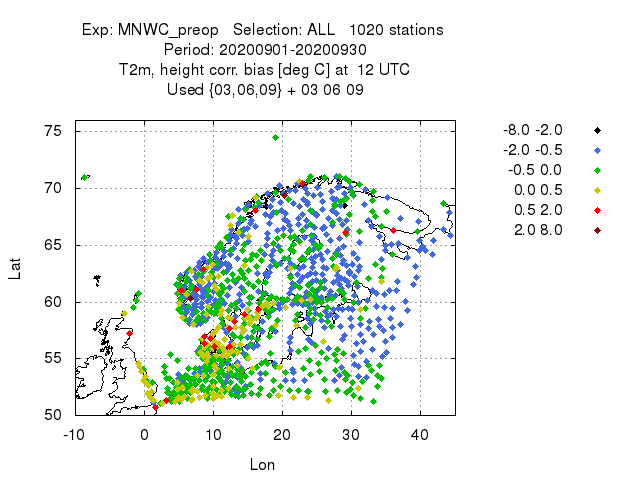 Exp: MNWC_preop Selection: ALL 1020 stations
Period: 20200901-20200930
T2m, height corr. bias [deg C] at 12 UTC
Used {03,06,09} + 03 06 09
75
70
65
60
55
50
-10 0 10 20 30 40
Lat
Lon
-8.0 -2.0
-2.0 -0.5
-0.5 0.0
0.0 0.5
0.5 2.0
2.0 8.0